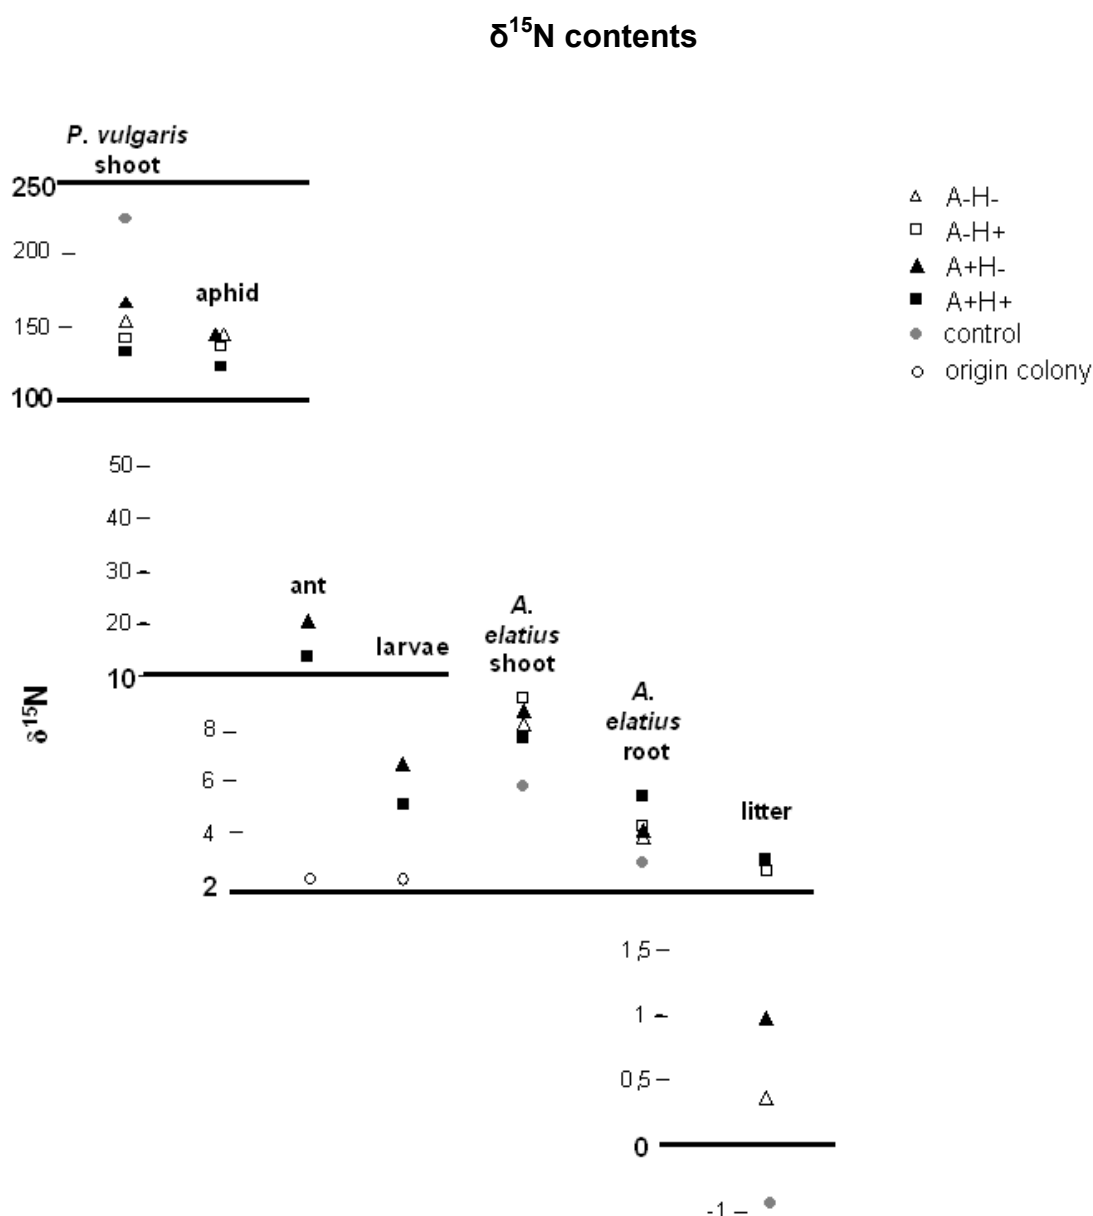 δ¹⁵N contents
P. vulgaris
shoot
250
200
150
100
aphid
A-H-
A-H+
A+H-
A+H+
control
origin colony
50
40
30
20
10
ant
larvae
A.
elatius
shoot
A.
elatius
root
litter
δ¹⁵N
8
6
4
2
1,5
1
0,5
0
-1